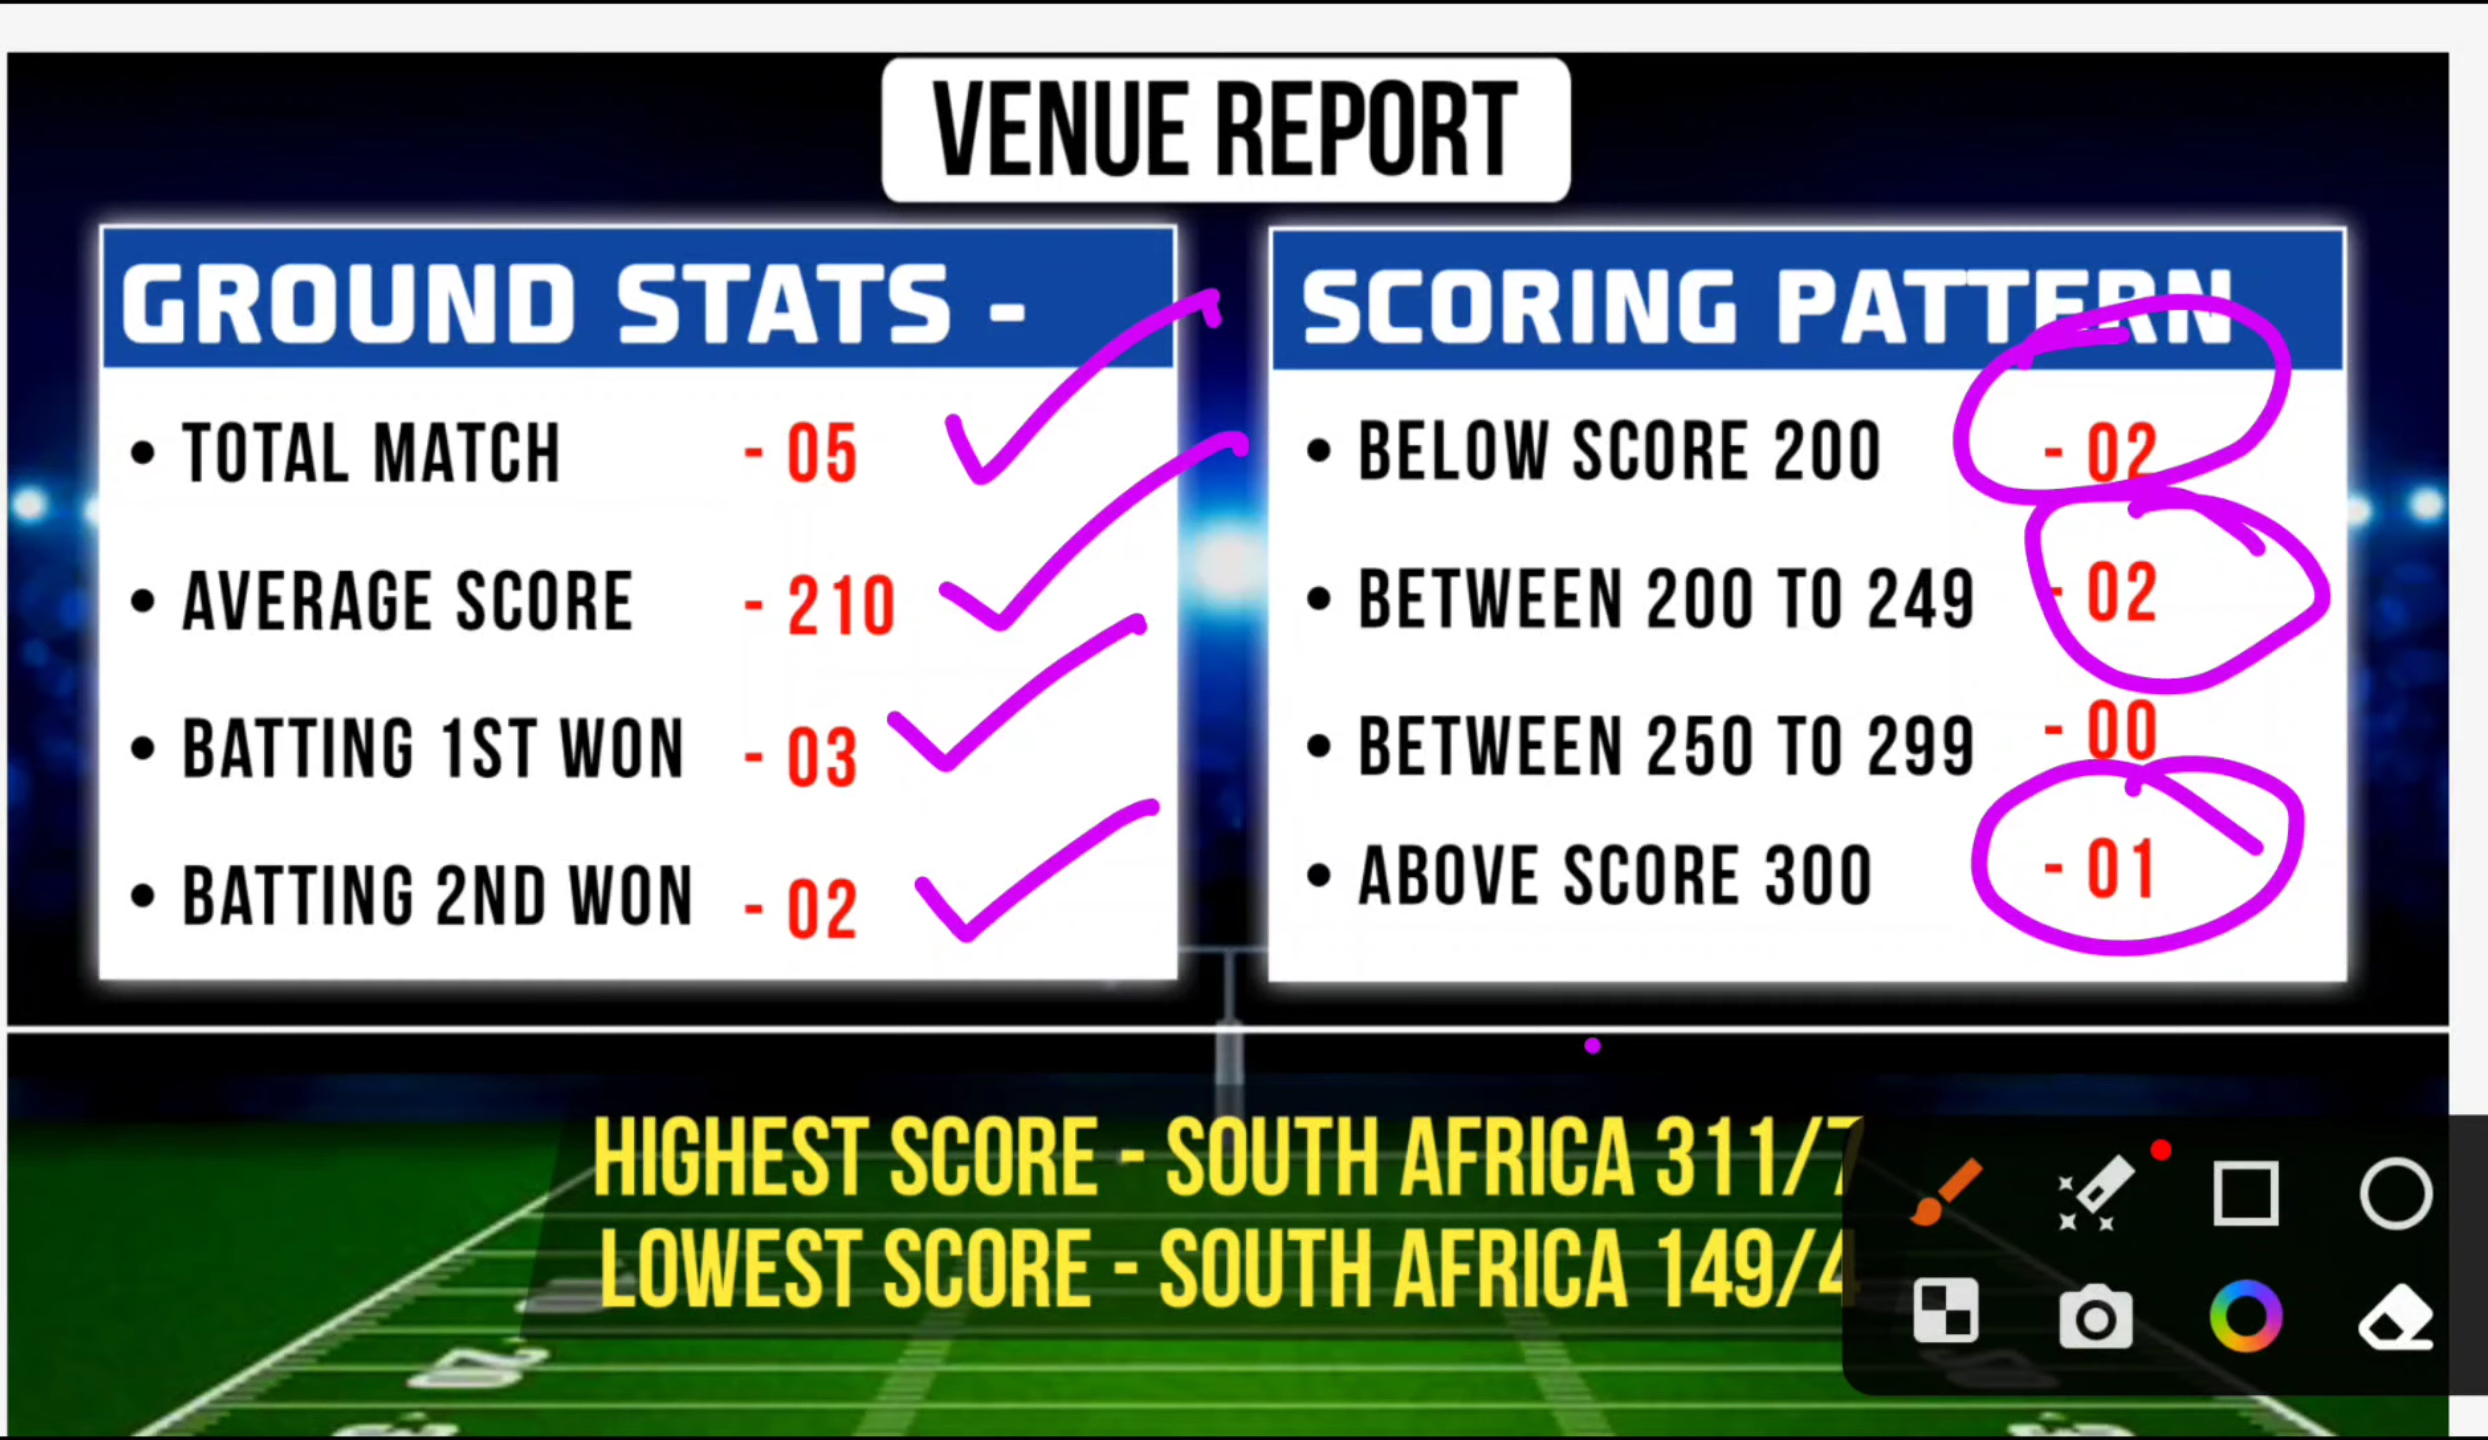 VENUE REPORT
GROUND STATS -
• TOTAL MATCH - 05
• AVERAGE SCORE - 210
• BATTING 1ST WON - 03
• BATTING 2ND WON - 02
SCORING PATTERN
• BELOW SCORE 200 - 02
• BETWEEN 200 TO 249 - 02
• BETWEEN 250 TO 299 - 00
• ABOVE SCORE 300 - 01
HIGHEST SCORE - SOUTH AFRICA 311/7
LOWEST SCORE - SOUTH AFRICA 149/4